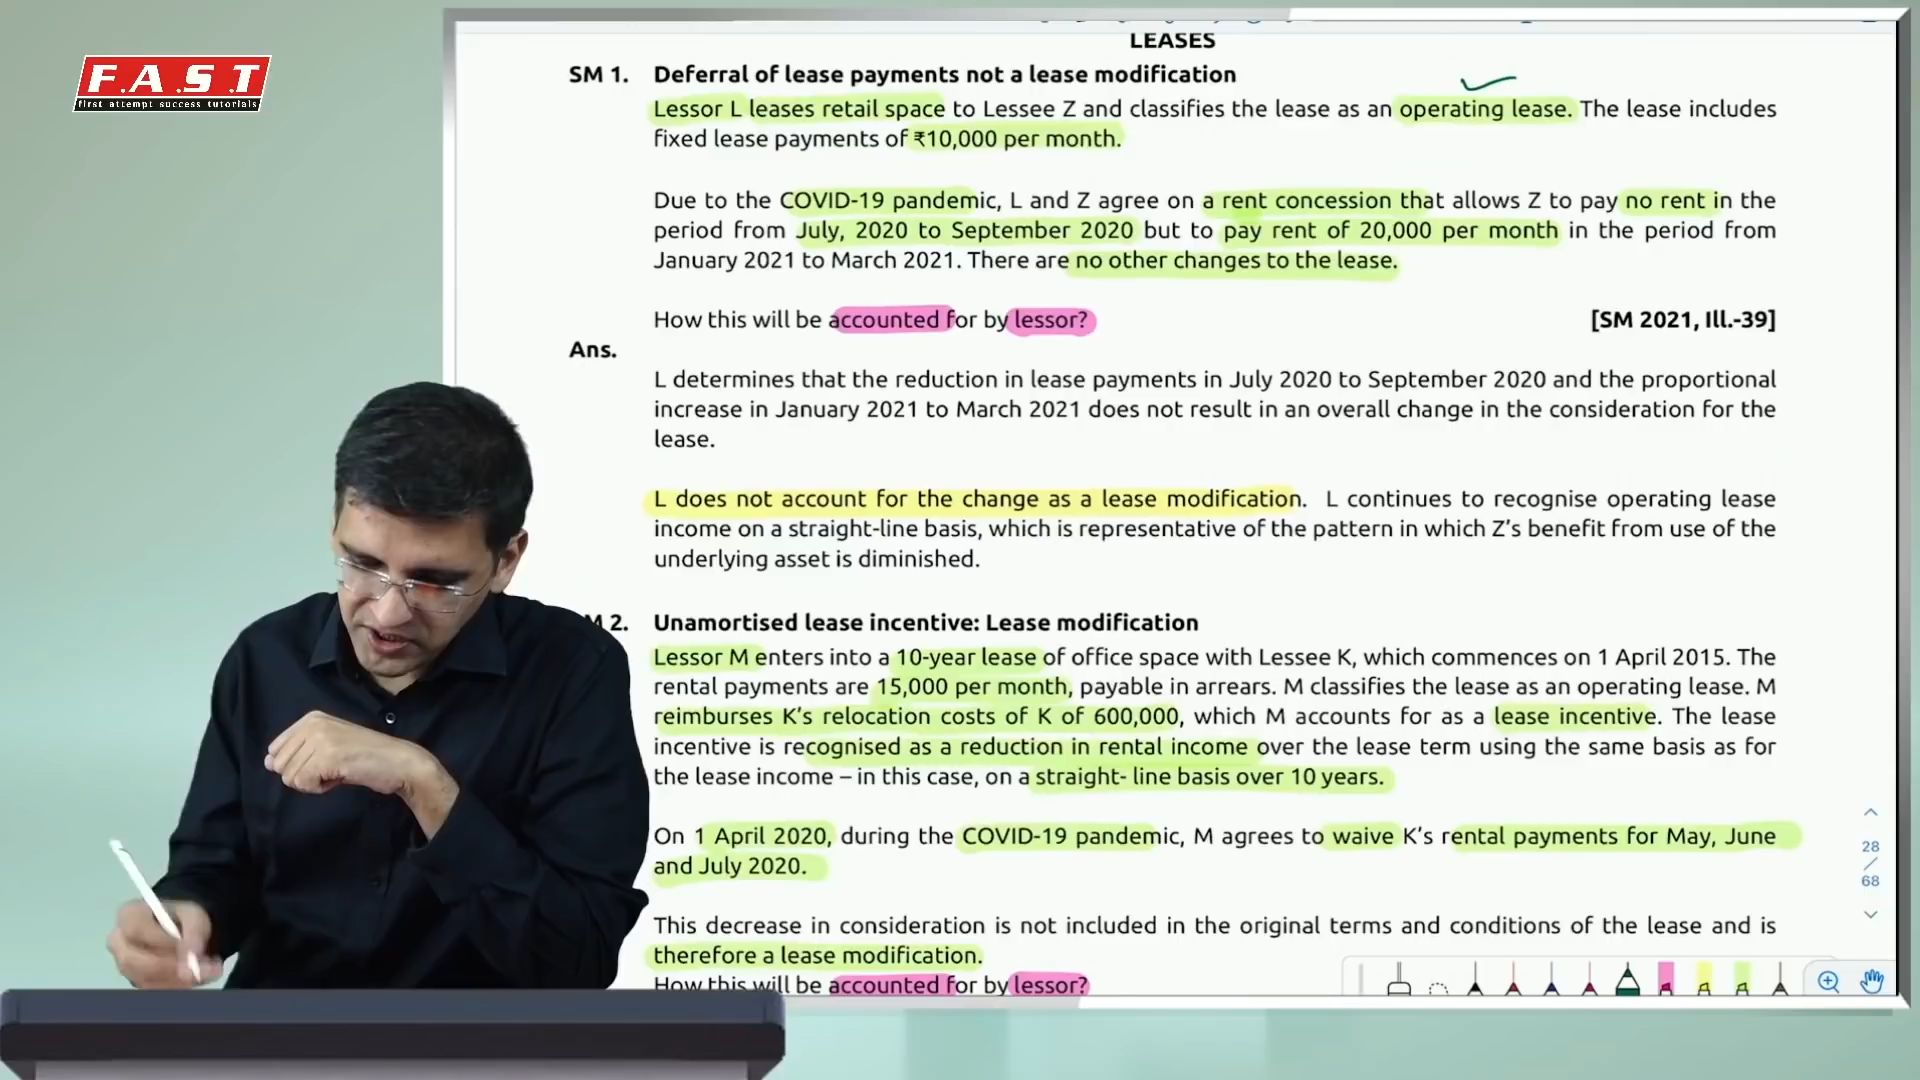 F.A.S.T
first attempt success tutorials
LEASES
SM 1. Deferral of lease payments not a lease modification
Lessor L leases retail space to Lessee Z and classifies the lease as an operating lease. The lease includes
fixed lease payments of ₹10,000 per month.
Due to the COVID-19 pandemic, L and Z agree on a rent concession that allows Z to pay no rent in the
period from July, 2020 to September 2020 but to pay rent of 20,000 per month in the period from
January 2021 to March 2021. There are no other changes to the lease.
How this will be accounted for by lessor? [SM 2021, Ill.-39]
Ans.
L determines that the reduction in lease payments in July 2020 to September 2020 and the proportional
increase in January 2021 to March 2021 does not result in an overall change in the consideration for the
lease.
L does not account for the change as a lease modification. L continues to recognise operating lease
income on a straight-line basis, which is representative of the pattern in which Z’s benefit from use of the
underlying asset is diminished.
M 2. Unamortised lease incentive: Lease modification
Lessor M enters into a 10-year lease of office space with Lessee K, which commences on 1 April 2015. The
rental payments are 15,000 per month, payable in arrears. M classifies the lease as an operating lease. M
reimburses K’s relocation costs of K of 600,000, which M accounts for as a lease incentive. The lease
incentive is recognised as a reduction in rental income over the lease term using the same basis as for
the lease income – in this case, on a straight- line basis over 10 years.
On 1 April 2020, during the COVID-19 pandemic, M agrees to waive K’s rental payments for May, June
and July 2020.
This decrease in consideration is not included in the original terms and conditions of the lease and is
therefore a lease modification.
How this will be accounted for by lessor?
28
/
68